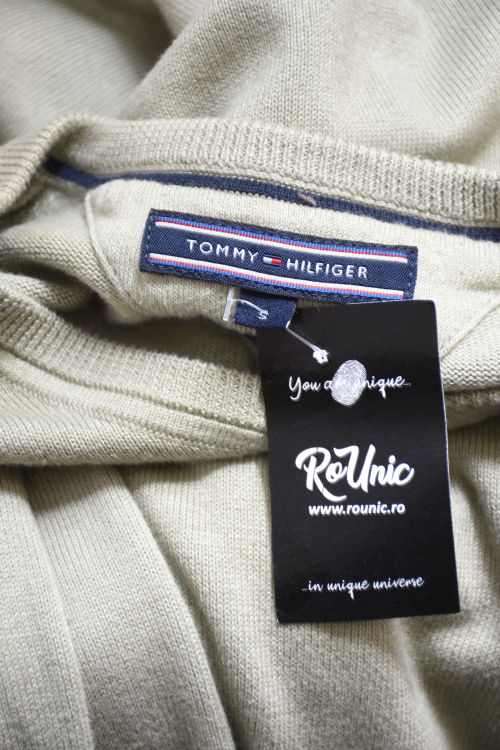 TOMMY HILFIGER
S
You are unique...
RoUnic
www.rounic.ro
...in unique universe